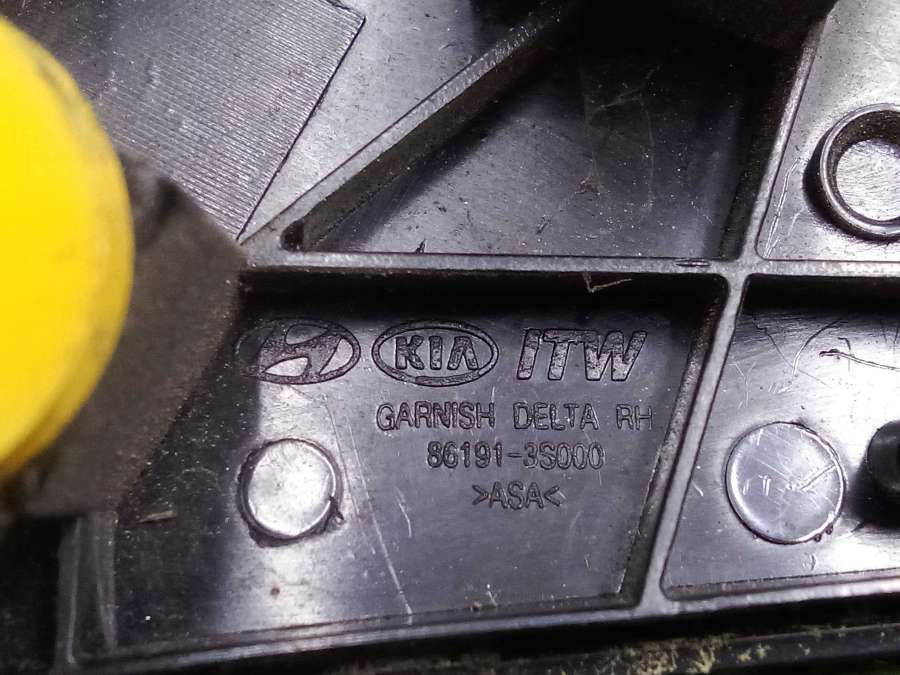 KIA ITW
GARNISH DELTA RH
86191-3S000
>ASA<